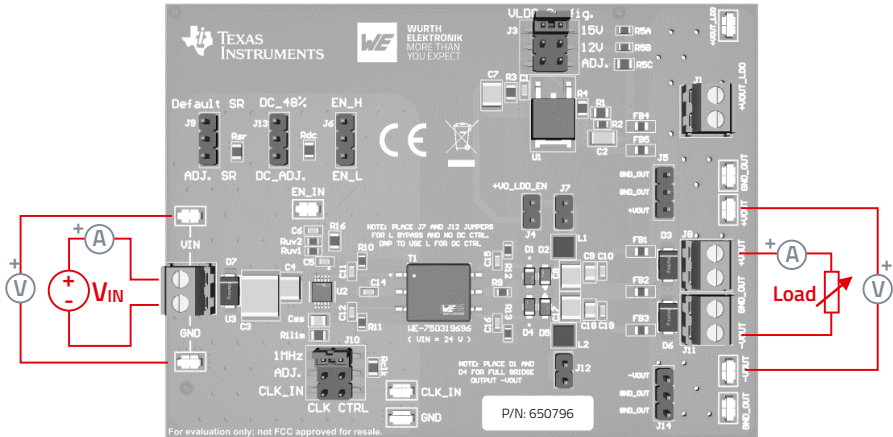 TEXAS INSTRUMENTS
WE
WURTH ELEKTRONIK
MORE THAN YOU EXPECT
VLDO Config.
J3
15V
R5A
12V
R5B
ADJ.
R5C
+VOUT_LDO
J1
+VOUT_LDO
C7
R3
R4
R1
R2
U1
C2
FB4
FB5
Default SR
DC_48%
EN_H
J9
J13
J6
Rsr
Rdc
ADJ. SR
DC_ADJ.
EN_L
CE
EN_IN
J5
GND_OUT
GND_OUT
+VOUT
GND_OUT
+VOUT
+VO_LDO_EN
J7
J4
NOTE: PLACE J7 AND J12 JUMPERS
FOR L BYPASS AND NO DC CTRL.
DNP TO USE L FOR DC CTRL
VIN
C6
Ruv2
Ruv1
C5
R16
R10
L1
D1
D2
FB1
D3
J8
+VOUT
GND_OUT
D7
U3
C3
C4
U2
C11
C14
C12
R11
T1
C15
R12
R9
R13
C16
C8
C9
C10
C17
C18
C19
FB2
FB3
D6
J11
-VOUT
WE
WE-750319696
( VIN = 24 V )
D4
D5
L2
GND
Css
Rilim
J10
1MHz
ADJ.
CLK_IN
CLK CTRL
Rclk
CLK_IN
GND
NOTE: PLACE D1 AND
D4 FOR FULL BRIDGE
OUTPUT -VOUT
J12
-VOUT
GND_OUT
GND_OUT
J14
-VOUT
GND_OUT
P/N: 650796
For evaluation only; not FCC approved for resale.
+
A
+
V
+
-
VIN
+
A
Load
+
V